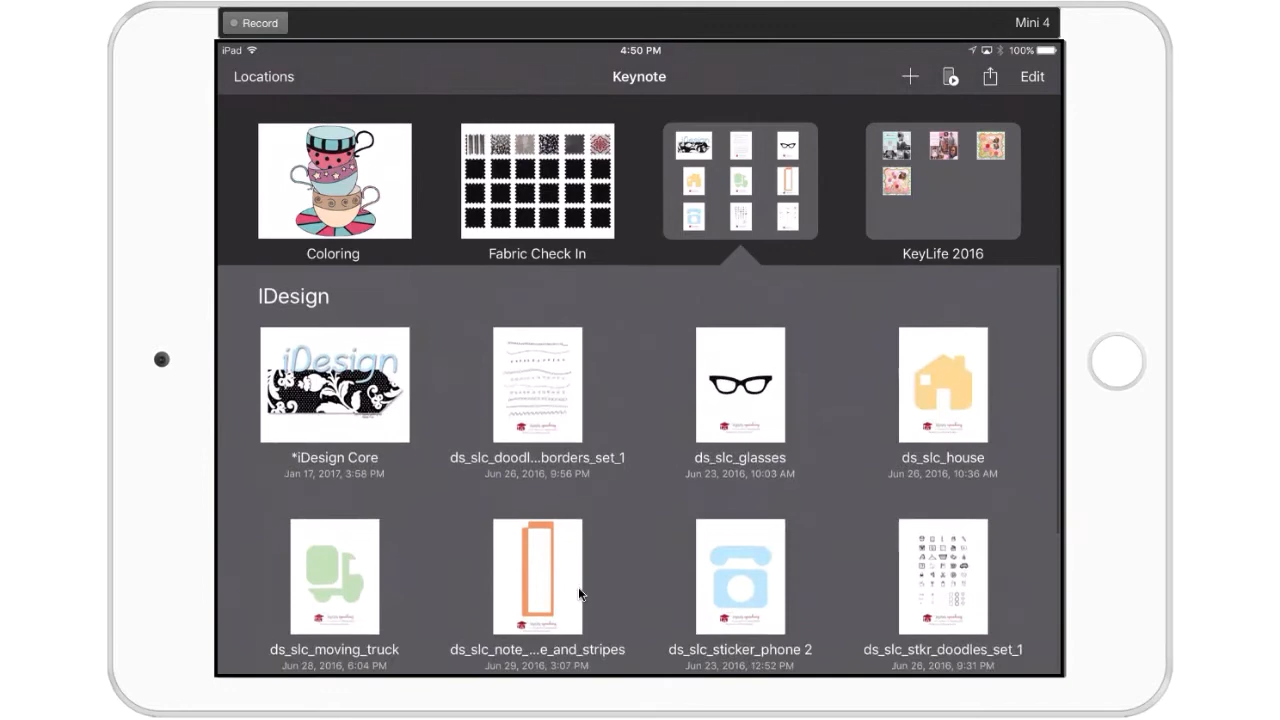 Record
Mini 4
iPad
4:50 PM
100%
Locations
Keynote
Edit
Coloring
Fabric Check In
KeyLife 2016
IDesign
iDesign
*iDesign Core
Jan 17, 2017, 3:58 PM
ds_slc_doodl...borders_set_1
Jun 26, 2016, 9:56 PM
ds_slc_glasses
Jun 23, 2016, 10:03 AM
ds_slc_house
Jun 26, 2016, 10:36 AM
ds_slc_moving_truck
Jun 28, 2016, 6:04 PM
ds_slc_note_...e_and_stripes
Jun 29, 2016, 3:07 PM
ds_slc_sticker_phone 2
Jun 23, 2016, 12:52 PM
ds_slc_stkr_doodles_set_1
Jun 26, 2016, 9:31 PM